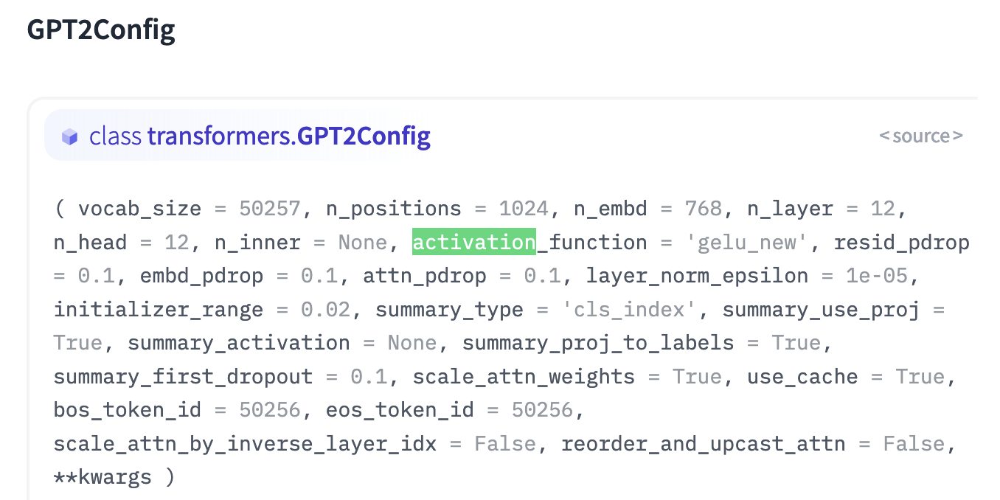 GPT2Config
class transformers.GPT2Config
<source>
( vocab_size = 50257, n_positions = 1024, n_embd = 768, n_layer = 12,
n_head = 12, n_inner = None, activation_function = 'gelu_new', resid_pdrop
= 0.1, embd_pdrop = 0.1, attn_pdrop = 0.1, layer_norm_epsilon = 1e-05,
initializer_range = 0.02, summary_type = 'cls_index', summary_use_proj =
True, summary_activation = None, summary_proj_to_labels = True,
summary_first_dropout = 0.1, scale_attn_weights = True, use_cache = True,
bos_token_id = 50256, eos_token_id = 50256,
scale_attn_by_inverse_layer_idx = False, reorder_and_upcast_attn = False,
**kwargs )